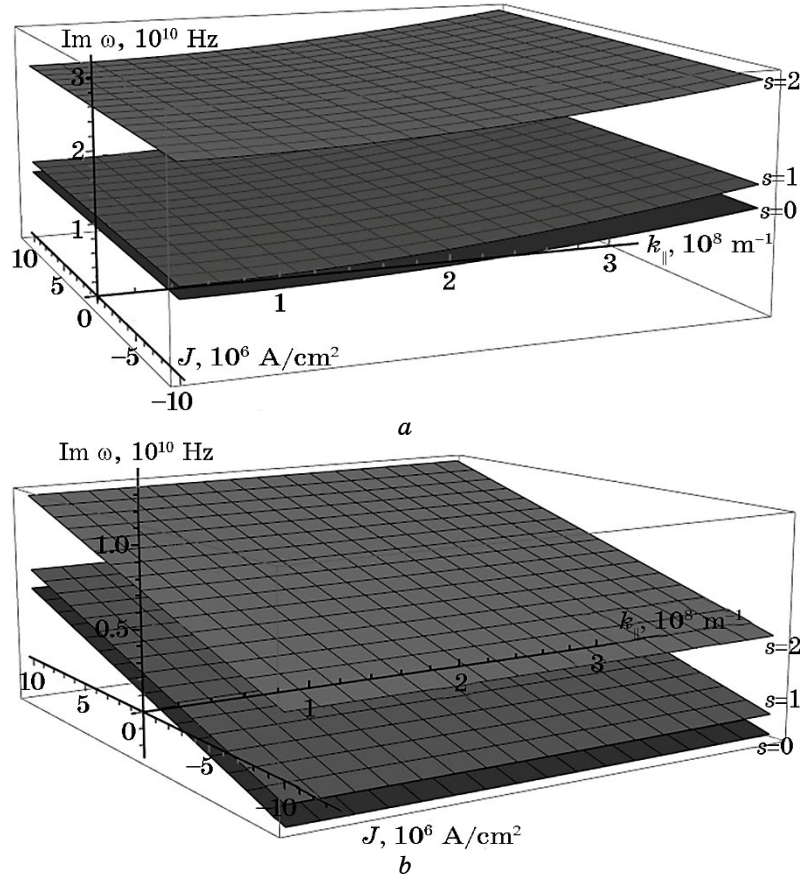 Im ω, 10¹⁰ Hz
3
s=2
2
s=1
s=0
1
k∥, 10⁸ m⁻¹
10
3
5
2
0
1
−5
J, 10⁶ A/cm²
−10
a
Im ω, 10¹⁰ Hz
1.0
0.5
k∥, 10⁸ m⁻¹
s=2
3
10
2
5
1
s=1
0
s=0
−5
−10
J, 10⁶ A/cm²
b